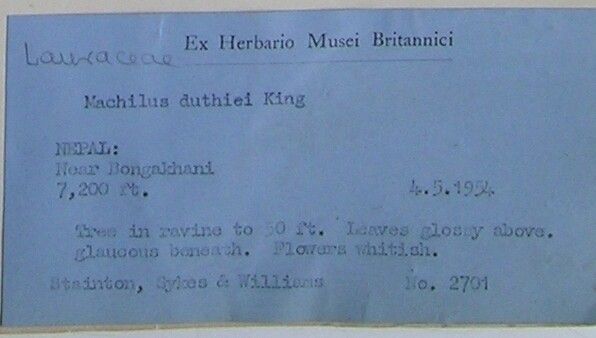 Ex Herbario Musei Britannici
Lauraceae
Machilus duthiei King
NEPAL:
Near Bongakhani
7,200 ft. 4.5.1954
Tree in ravine to 50 ft. Leaves glossy above.
glaucous beneath. Flowers whitish.
Stainton, Sykes & Williams No. 2701